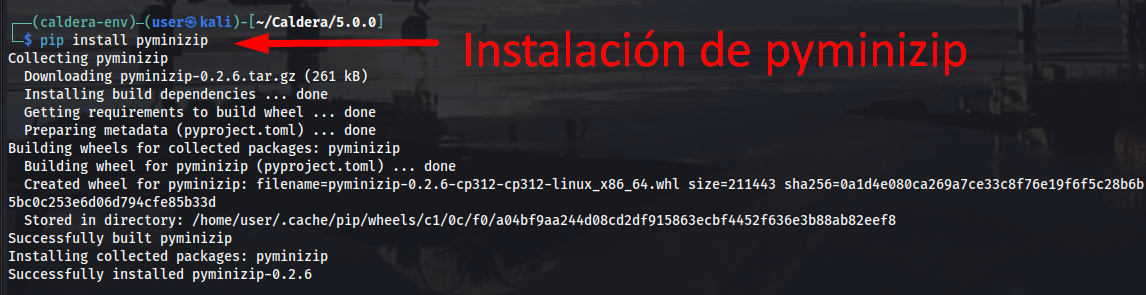 ┌──(caldera-env)─(user㉿kali)-[~/Caldera/5.0.0]
└─$ pip install pyminizip
Instalación de pyminizip
Collecting pyminizip
  Downloading pyminizip-0.2.6.tar.gz (261 kB)
  Installing build dependencies ... done
  Getting requirements to build wheel ... done
  Preparing metadata (pyproject.toml) ... done
Building wheels for collected packages: pyminizip
  Building wheel for pyminizip (pyproject.toml) ... done
  Created wheel for pyminizip: filename=pyminizip-0.2.6-cp312-cp312-linux_x86_64.whl size=211443 sha256=0a1d4e080ca269a7ce33c8f76e19f6f5c28b6b
5bc0c253e6d06d794cfe85b33d
  Stored in directory: /home/user/.cache/pip/wheels/c1/0c/f0/a04bf9aa244d08cd2df915863ecbf4452f636e3b88ab82eef8
Successfully built pyminizip
Installing collected packages: pyminizip
Successfully installed pyminizip-0.2.6